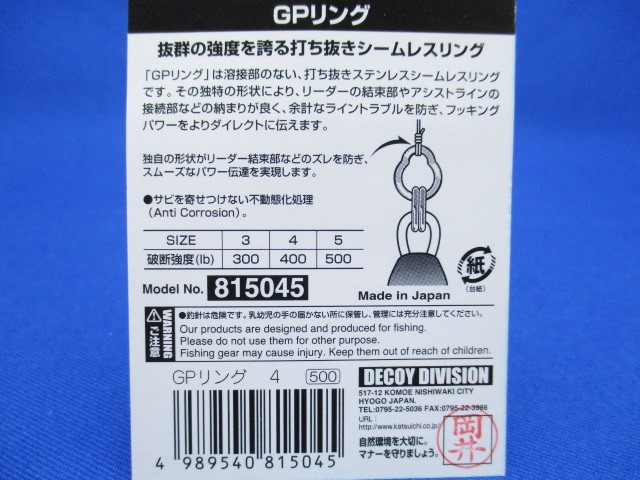 GPリング
抜群の強度を誇る打ち抜きシームレスリング
「GPリング」は溶接部のない、打ち抜きステンレスシームレスリング
です。その独特の形状により、リーダーの結束部やアシストラインの
接続部などの納まりが良く、余計なライントラブルを防ぎ、フッキング
パワーをよりダイレクトに伝えます。
独自の形状がリーダー結束部などのズレを防ぎ、
スムーズなパワー伝達を実現します。
●サビを寄せつけない不動態化処理
(Anti Corrosion)。
SIZE 3 4 5
破断強度(lb) 300 400 500
紙
(台紙)
Model No. 815045
Made in Japan
WARNING
ご注意
●釣針は危険です。乳幼児の手の届かない所に保管し、管理には充分注意してください。
Our products are designed and produced for fishing.
Please do not use them for other purpose.
Fishing gear may cause injury. Keep them out of reach of children.
GPリング 4 500
DECOY DIVISION
517-12 KOMOE NISHIWAKI CITY
HYOGO JAPAN.
TEL:0795-22-5036 FAX:0795-22-3966
URL:
http://www.katsuichi.co.jp
岡井
自然環境を大切に。
マナーを守りましょう。
4 989540 815045